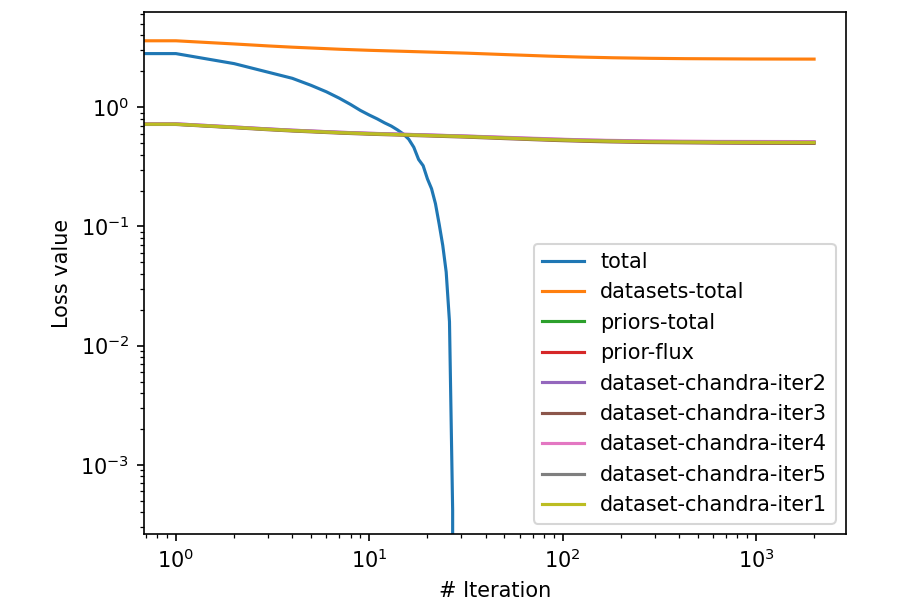 10⁰
10⁻¹
10⁻²
10⁻³
Loss value
total
datasets-total
priors-total
prior-flux
dataset-chandra-iter2
dataset-chandra-iter3
dataset-chandra-iter4
dataset-chandra-iter5
dataset-chandra-iter1
10⁰ 10¹ 10² 10³
# Iteration